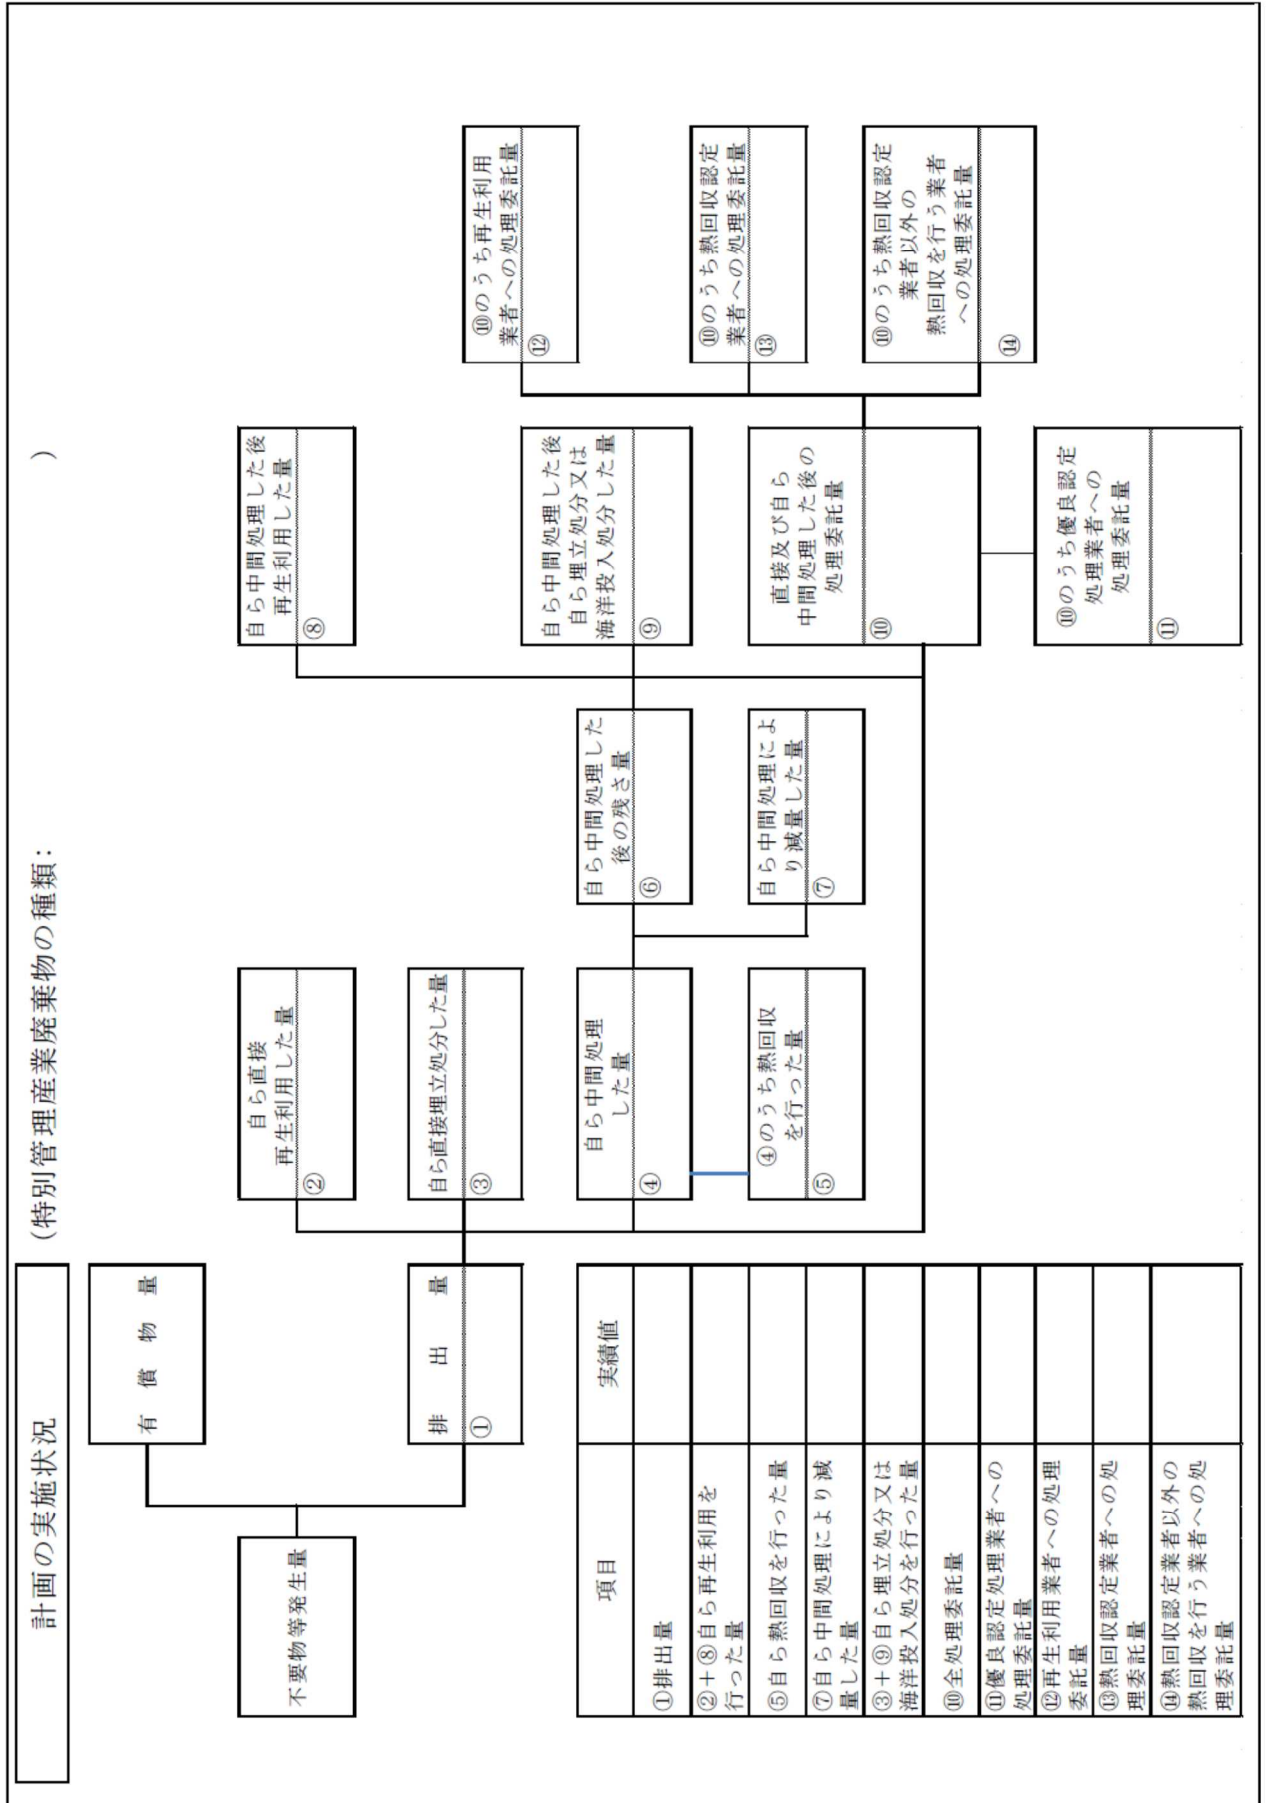 計画の実施状況
（特別管理産業廃棄物の種類：　　　　　　　　　　）
不要物等発生量
有償物量
排出量
①
自ら直接
再生利用した量
②
自ら直接埋立処分した量
③
自ら中間処理
した量
④
④のうち熱回収
を行った量
⑤
自ら中間処理した
後の残さ量
⑥
自ら中間処理によ
り減量した量
⑦
自ら中間処理した後
再生利用した量
⑧
自ら中間処理した後
自ら埋立処分又は
海洋投入処分した量
⑨
直接及び自ら
中間処理した後の
処理委託量
⑩
⑩のうち優良認定
処理業者への
処理委託量
⑪
⑩のうち再生利用
業者への処理委託量
⑫
⑩のうち熱回収認定
業者への処理委託量
⑬
⑩のうち熱回収認定
業者以外の
熱回収を行う業者
への処理委託量
⑭
項目
実績値
①排出量
②＋⑧自ら再生利用を
行った量
⑤自ら熱回収を行った量
⑦自ら中間処理により減
量した量
③＋⑨自ら埋立処分又は
海洋投入処分を行った量
⑩全処理委託量
⑪優良認定処理業者への
処理委託量
⑫再生利用業者への処理
委託量
⑬熱回収認定業者への処
理委託量
⑭熱回収認定業者以外の
熱回収を行う業者への処
理委託量